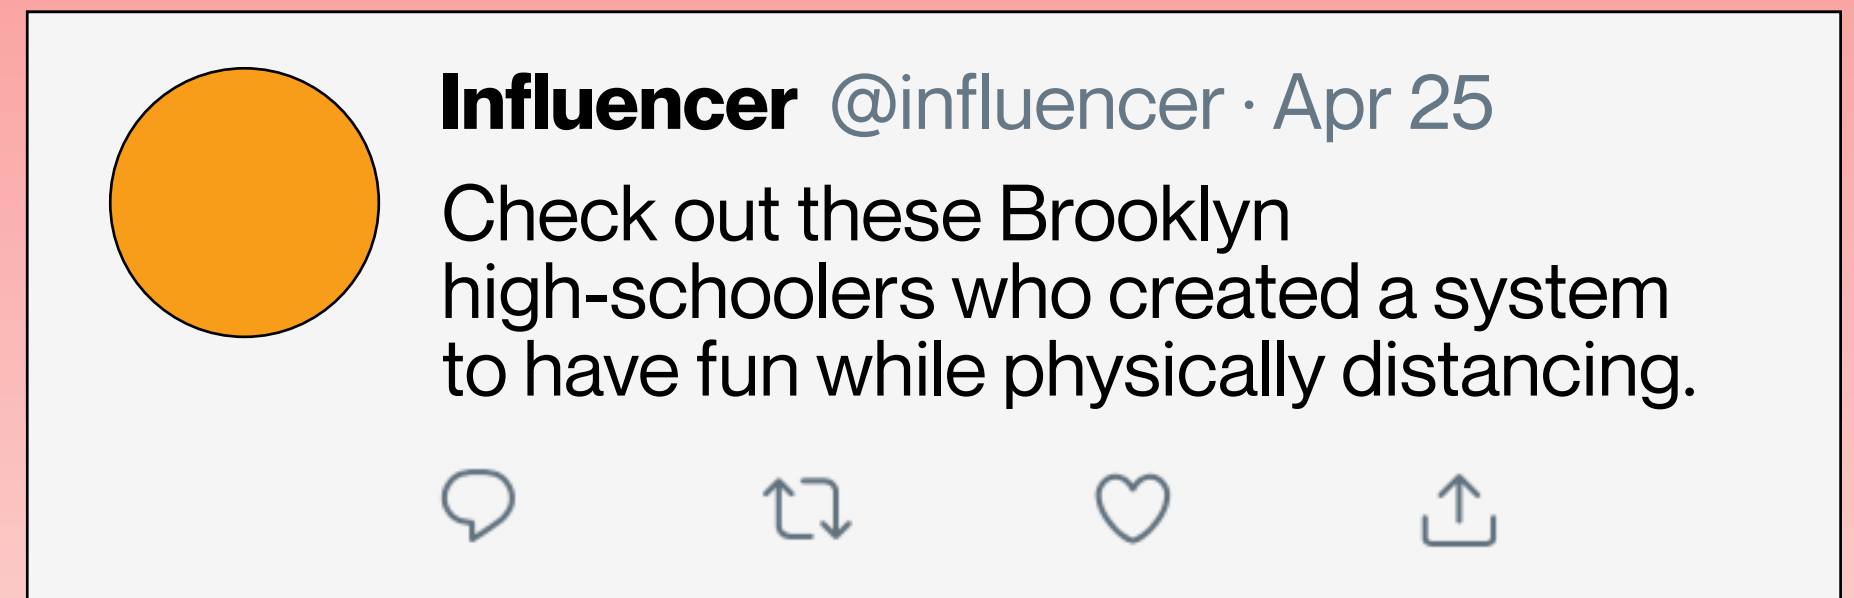 Influencer @influencer · Apr 25
Check out these Brooklyn
high-schoolers who created a system
to have fun while physically distancing.